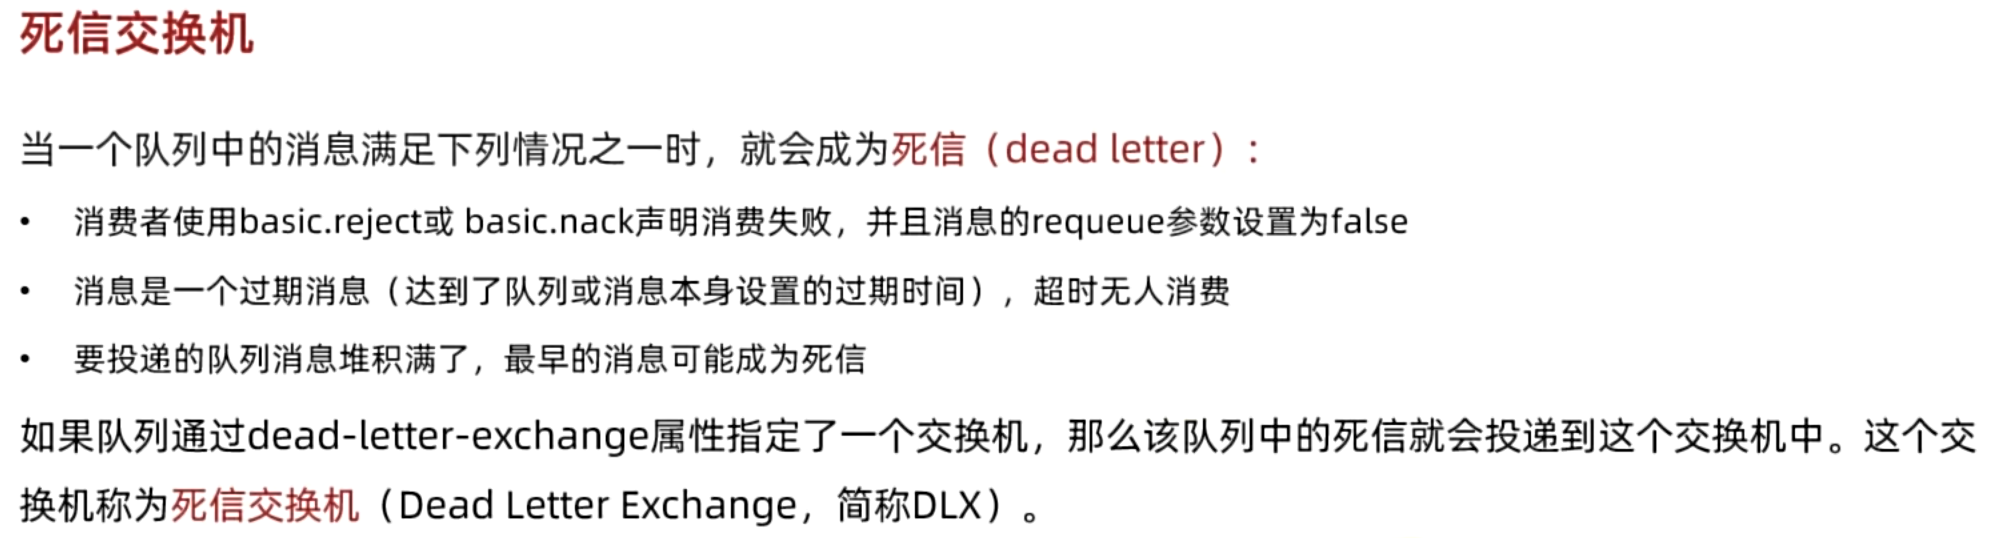 死信交换机
当一个队列中的消息满足下列情况之一时，就会成为死信（dead letter）：
• 消费者使用basic.reject或 basic.nack声明消费失败，并且消息的requeue参数设置为false
• 消息是一个过期消息（达到了队列或消息本身设置的过期时间），超时无人消费
• 要投递的队列消息堆积满了，最早的消息可能成为死信
如果队列通过dead-letter-exchange属性指定了一个交换机，那么该队列中的死信就会投递到这个交换机中。这个交
换机称为死信交换机（Dead Letter Exchange，简称DLX）。